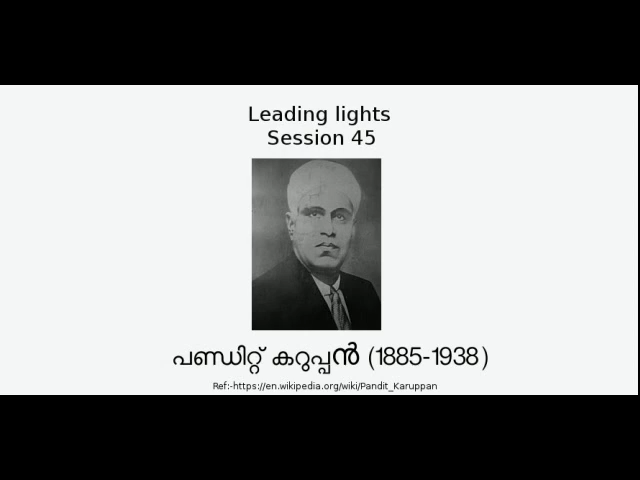 Leading lights
Session 45
പണ്ഡിറ്റ് കറുപ്പൻ (1885-1938)
Ref:-https://en.wikipedia.org/wiki/Pandit_Karuppan